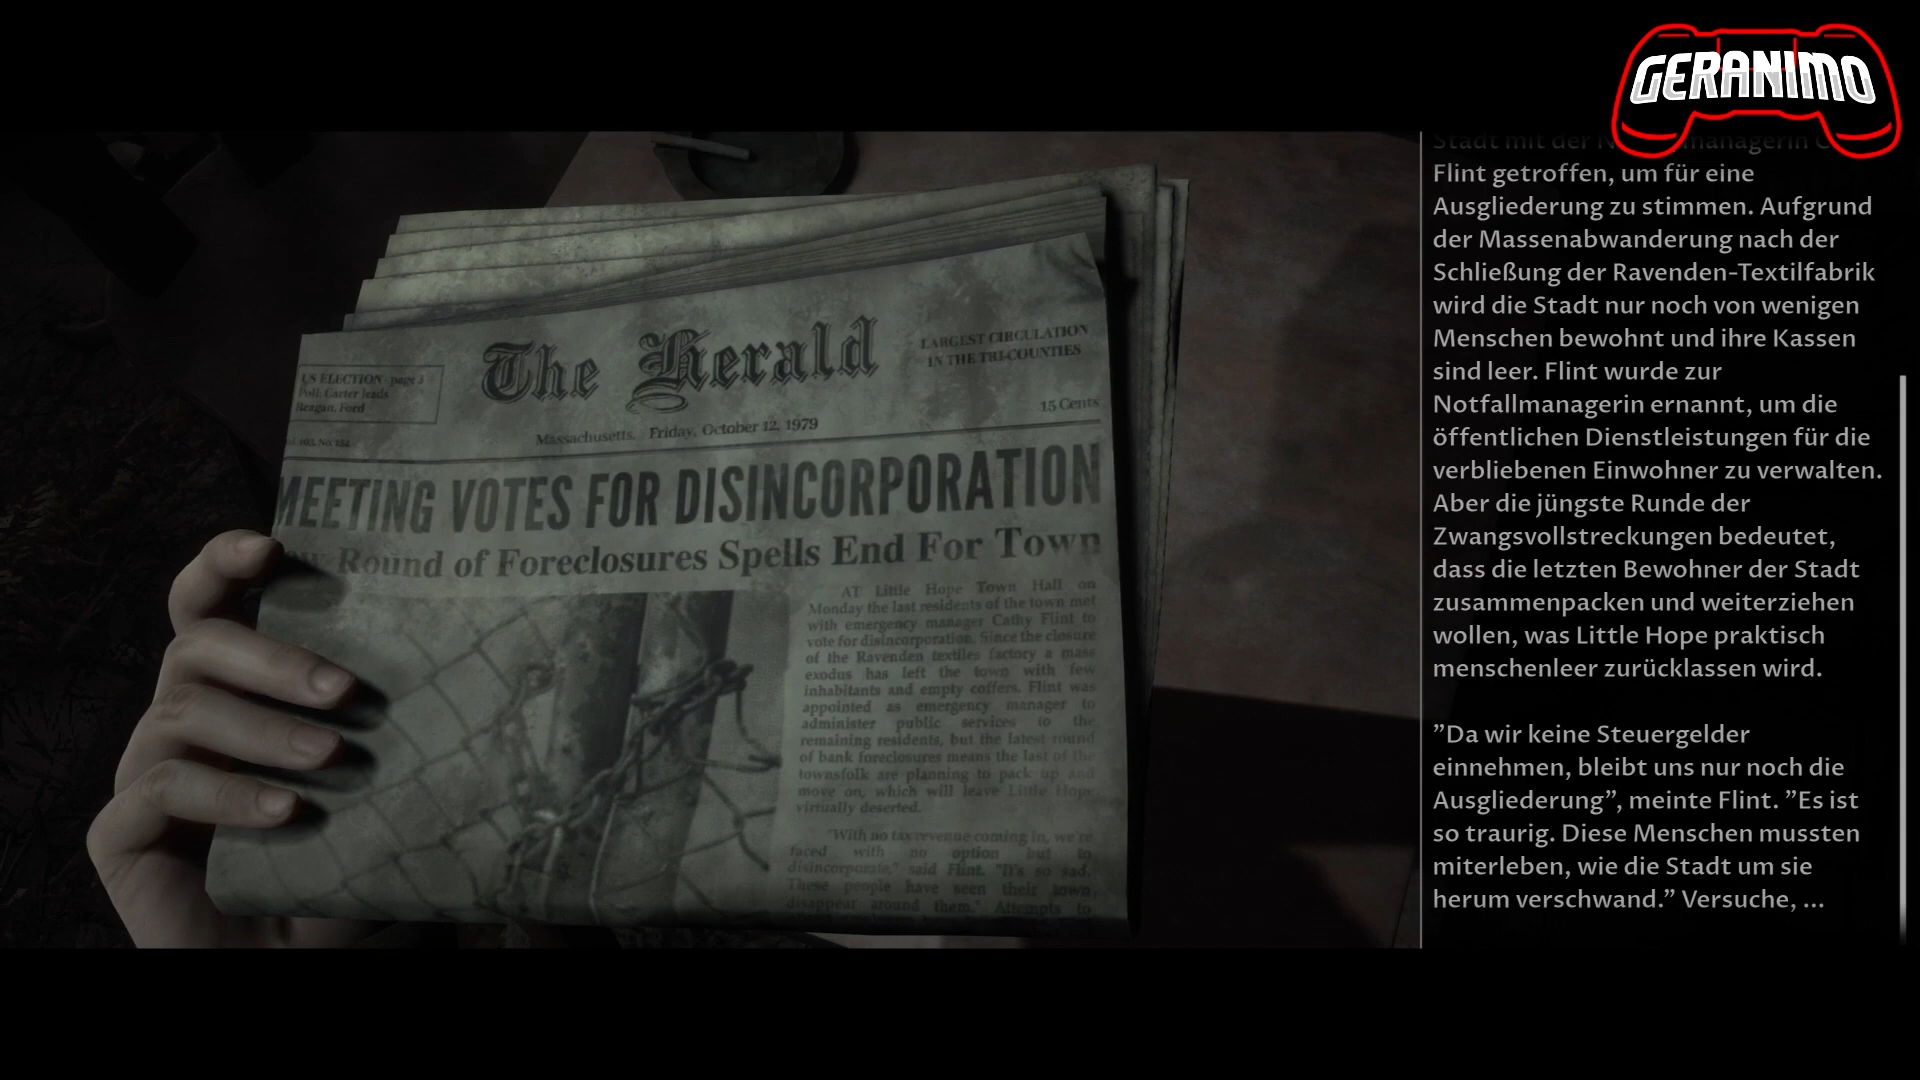 GERANIMO
Stadt mit der
Flint getroffen, um für eine
Ausgliederung zu stimmen. Aufgrund
der Massenabwanderung nach der
Schließung der Ravenden-Textilfabrik
wird die Stadt nur noch von wenigen
Menschen bewohnt und ihre Kassen
sind leer. Flint wurde zur
Notfallmanagerin ernannt, um die
öffentlichen Dienstleistungen für die
verbliebenen Einwohner zu verwalten.
Aber die jüngste Runde der
Zwangsvollstreckungen bedeutet,
dass die letzten Bewohner der Stadt
zusammenpacken und weiterziehen
wollen, was Little Hope praktisch
menschenleer zurücklassen wird.
”Da wir keine Steuergelder
einnehmen, bleibt uns nur noch die
Ausgliederung”, meinte Flint. ”Es ist
so traurig. Diese Menschen mussten
miterleben, wie die Stadt um sie
herum verschwand.” Versuche, ...
US ELECTION - page 3
Poll: Carter leads
Reagan, Ford
The Herald
LARGEST CIRCULATION
IN THE TRI-COUNTIES
15 Cents
Massachusetts. Friday, October 12, 1979
MEETING VOTES FOR DISINCORPORATION
Round of Foreclosures Spells End For Town
AT Little Hope Town Hall on
Monday the last residents of the town met
with emergency manager Cathy Flint to
vote for disincorporation. Since the closure
of the Ravenden textiles factory a mass
exodus has left the town with few
inhabitants and empty coffers. Flint was
appointed as emergency manager to
administer public services to the
remaining residents, but the latest round
of bank foreclosures means the last of the
townsfolk are planning to pack up and
move on, which will leave Little Hope
virtually deserted.
"With no tax revenue coming in, we're
faced with no option but to
disincorporate," said Flint. "It's so sad.
These people have seen their town
disappear around them." Attempts to